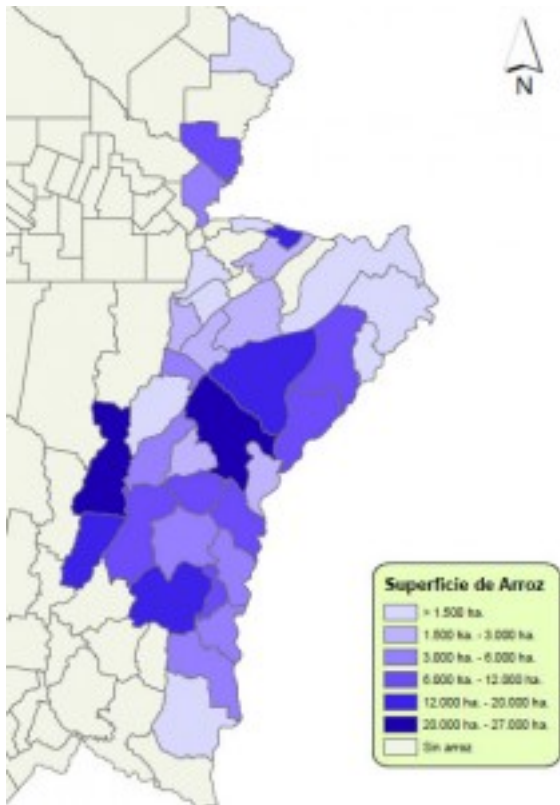 N
Superficie de Arroz
> 1.500 ha.
1.500 ha. - 3.000 ha.
3.000 ha. - 6.000 ha.
6.000 ha. - 12.000 ha.
12.000 ha. - 20.000 ha.
20.000 ha. - 27.000 ha.
Sin arroz